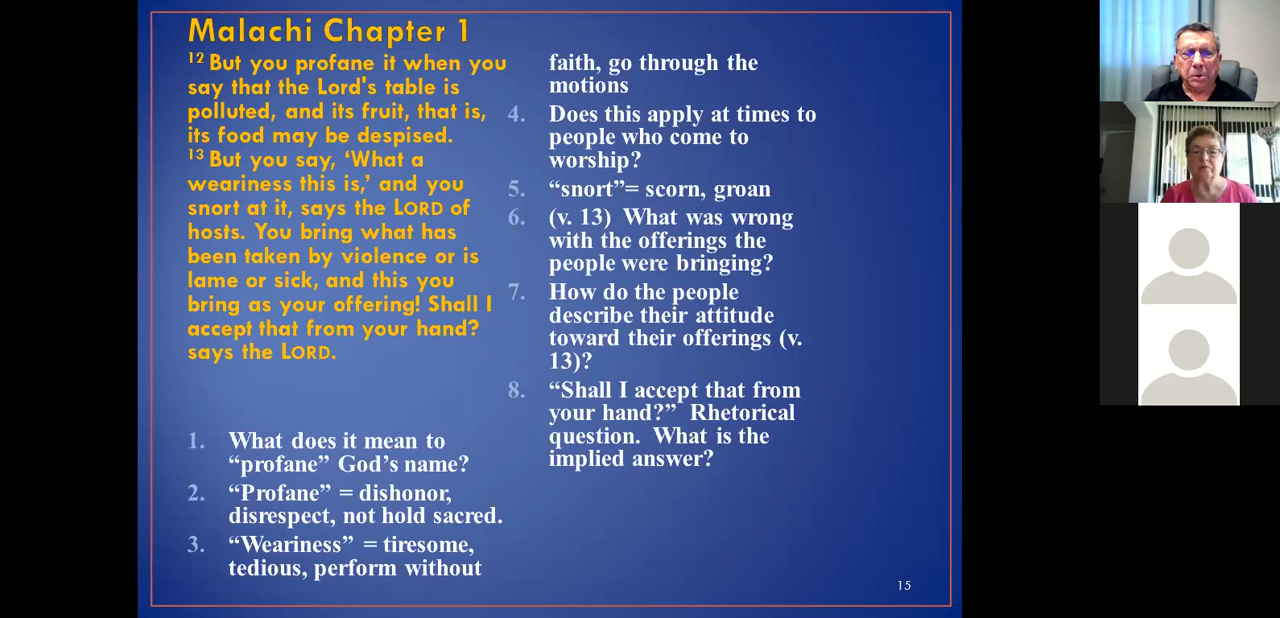 Malachi Chapter 1
12 But you profane it when you
say that the Lord's table is
polluted, and its fruit, that is,
its food may be despised.
13 But you say, ‘What a
weariness this is,’ and you
snort at it, says the LORD of
hosts. You bring what has
been taken by violence or is
lame or sick, and this you
bring as your offering! Shall I
accept that from your hand?
says the LORD.
1. What does it mean to
“profane” God’s name?
2. “Profane” = dishonor,
disrespect, not hold sacred.
3. “Weariness” = tiresome,
tedious, perform without
faith, go through the
motions
4. Does this apply at times to
people who come to
worship?
5. “snort”= scorn, groan
6. (v. 13) What was wrong
with the offerings the
people were bringing?
7. How do the people
describe their attitude
toward their offerings (v.
13)?
8. “Shall I accept that from
your hand?” Rhetorical
question. What is the
implied answer?
15